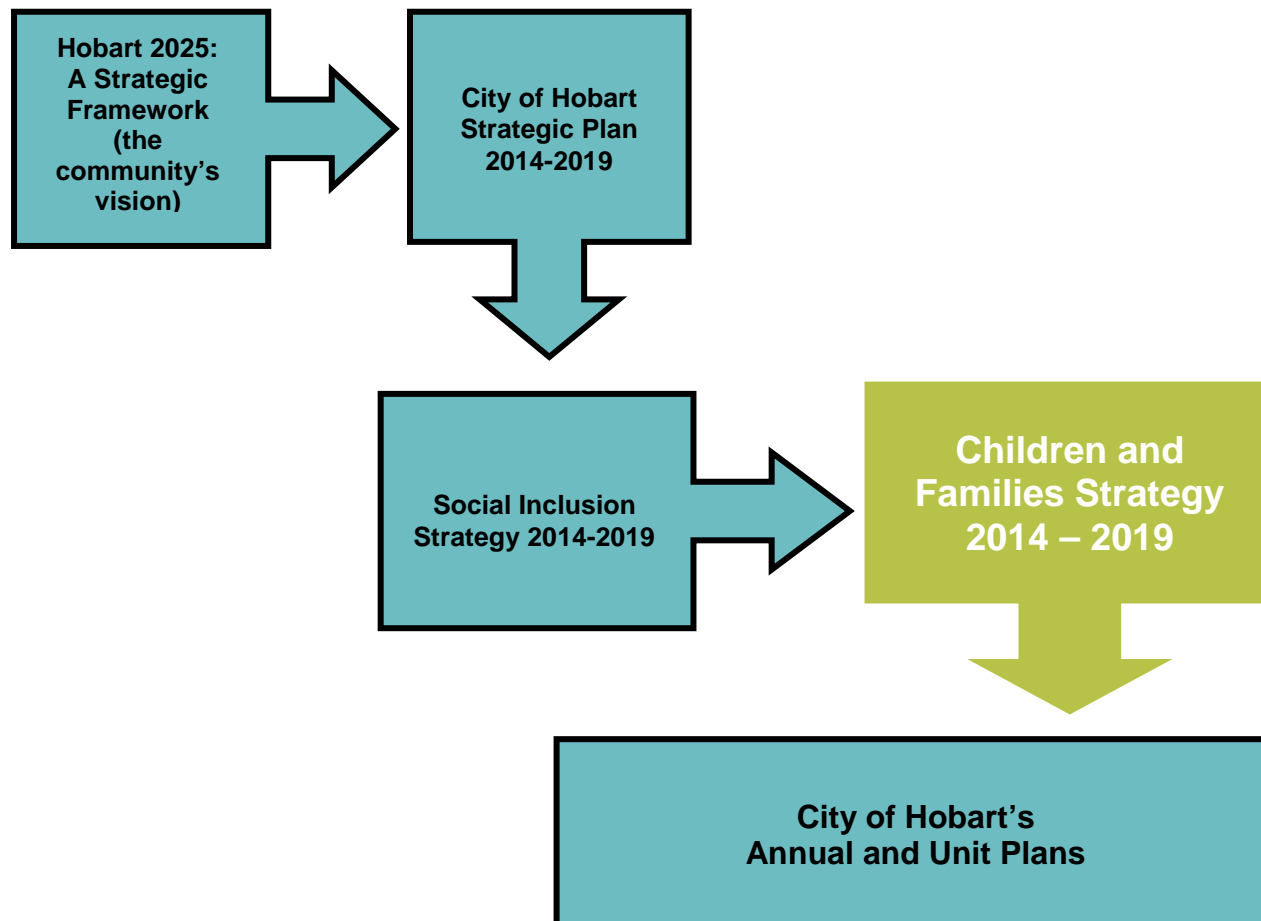 Hobart 2025:
A Strategic
Framework
(the
community’s
vision)
City of Hobart
Strategic Plan
2014-2019
Social Inclusion
Strategy 2014-2019
Children and
Families Strategy
2014 – 2019
City of Hobart’s
Annual and Unit Plans